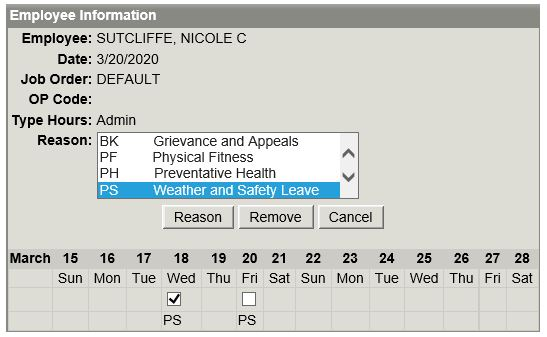 Employee Information
Employee: SUTCLIFFE, NICOLE C
Date: 3/20/2020
Job Order: DEFAULT
OP Code:
Type Hours: Admin
Reason: BK Grievance and Appeals
PF Physical Fitness
PH Preventative Health
PS Weather and Safety Leave
Reason Remove Cancel
March 15 16 17 18 19 20 21 22 23 24 25 26 27 28
Sun Mon Tue Wed Thu Fri Sat Sun Mon Tue Wed Thu Fri Sat
PS PS